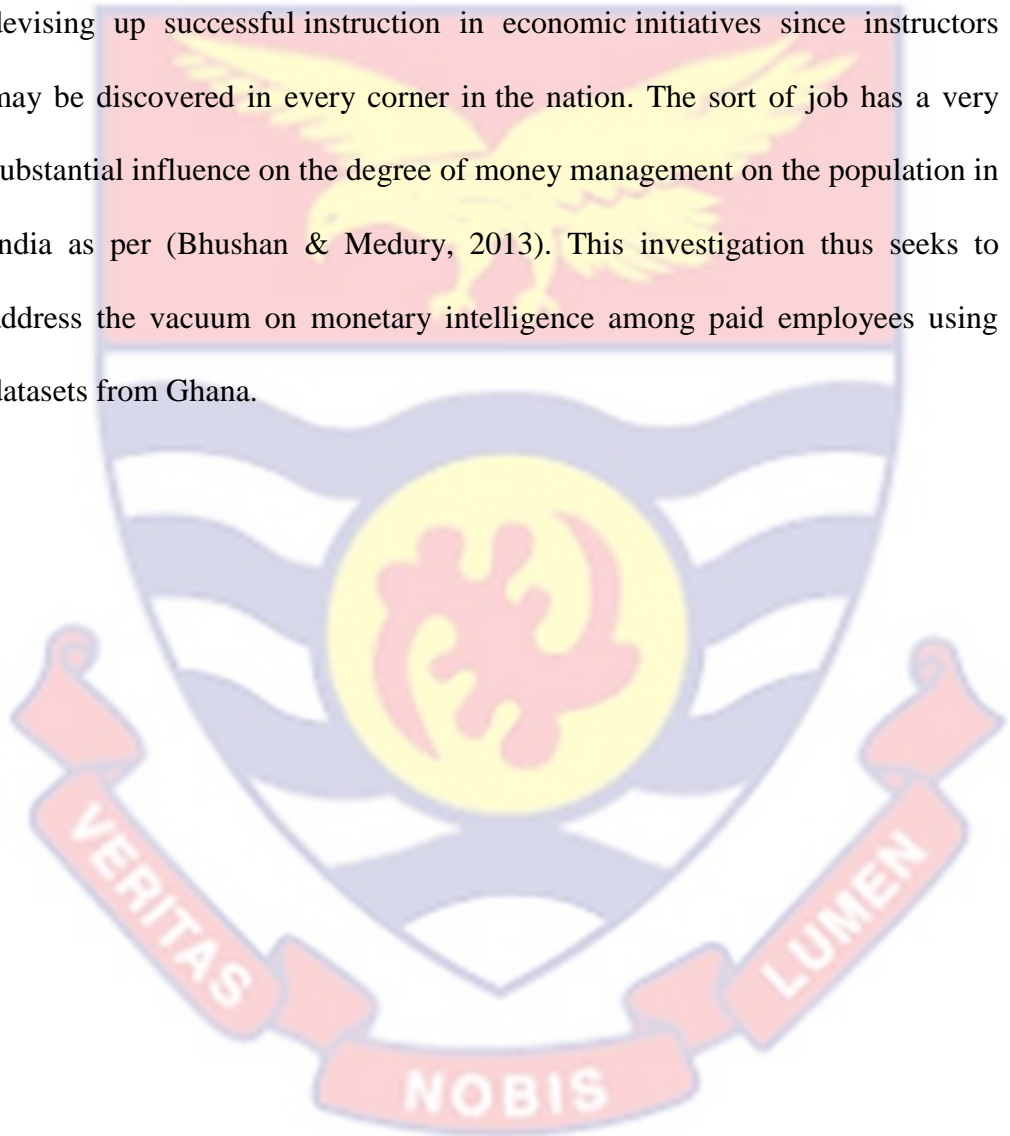 devising up successful instruction in economic initiatives since instructors
may be discovered in every corner in the nation. The sort of job has a very
substantial influence on the degree of money management on the population in
India as per (Bhushan & Medury, 2013). This investigation thus seeks to
address the vacuum on monetary intelligence among paid employees using
datasets from Ghana.
VERITAS
NOBIS
LUMEN